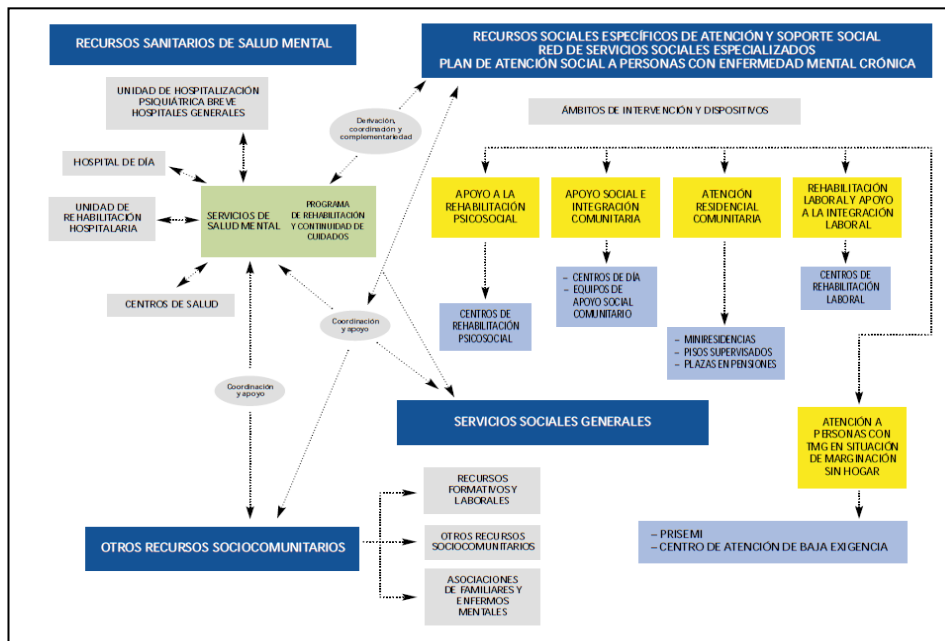 RECURSOS SANITARIOS DE SALUD MENTAL
RECURSOS SOCIALES ESPECÍFICOS DE ATENCIÓN Y SOPORTE SOCIAL
RED DE SERVICIOS SOCIALES ESPECIALIZADOS
PLAN DE ATENCIÓN SOCIAL A PERSONAS CON ENFERMEDAD MENTAL CRÓNICA
UNIDAD DE HOSPITALIZACIÓN
PSIQUIÁTRICA BREVE
HOSPITALES GENERALES
Derivación,
coordinación y
complementariedad
ÁMBITOS DE INTERVENCIÓN Y DISPOSITIVOS
HOSPITAL DE DÍA
UNIDAD DE
REHABILITACIÓN
HOSPITALARIA
SERVICIOS DE
SALUD MENTAL
PROGRAMA
DE REHABILITACIÓN
Y CONTINUIDAD DE
CUIDADOS
CENTROS DE SALUD
APOYO A LA
REHABILITACIÓN
PSICOSOCIAL
APOYO SOCIAL E
INTEGRACIÓN
COMUNITARIA
ATENCIÓN
RESIDENCIAL
COMUNITARIA
REHABILITACIÓN
LABORAL Y APOYO
A LA INTEGRACIÓN
LABORAL
CENTROS DE
REHABILITACIÓN
PSICOSOCIAL
– CENTROS DE DÍA
– EQUIPOS DE
APOYO SOCIAL
COMUNITARIO
– MINIRESIDENCIAS
– PISOS SUPERVISADOS
– PLAZAS EN PENSIONES
CENTROS DE
REHABILITACIÓN
LABORAL
Coordinación
y apoyo
Coordinación
y apoyo
SERVICIOS SOCIALES GENERALES
ATENCIÓN A
PERSONAS CON
TMG EN SITUACIÓN
DE MARGINACIÓN
SIN HOGAR
– PRISEMI
– CENTRO DE ATENCIÓN DE BAJA EXIGENCIA
OTROS RECURSOS SOCIOCOMUNITARIOS
RECURSOS
FORMATIVOS Y
LABORALES
OTROS RECURSOS
SOCIOCOMUNITARIOS
ASOCIACIONES
DE FAMILIARES Y
ENFERMOS
MENTALES